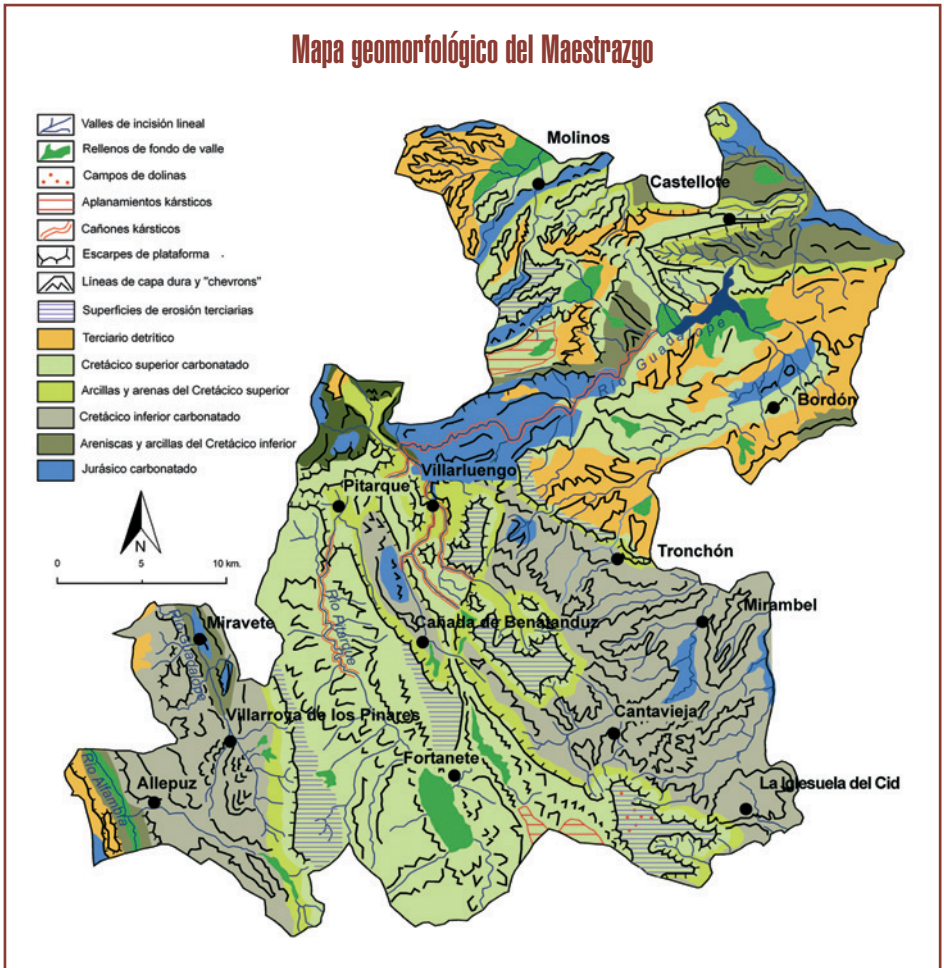 Mapa geomorfológico del Maestrazgo
Valles de incisión lineal
Rellenos de fondo de valle
Campos de dolinas
Aplanamientos kársticos
Cañones kársticos
Escarpes de plataforma
Líneas de capa dura y "chevrons"
Superficies de erosión terciarias
Terciario detrítico
Cretácico superior carbonatado
Arcillas y arenas del Cretácico superior
Cretácico inferior carbonatado
Areniscas y arcillas del Cretácico inferior
Jurásico carbonatado
N
0 5 10 km.
Molinos
Castellote
Río Guadalope
Bordón
Villarluengo
Pitarque
Tronchón
Mirambel
Miravete
Río Guadalope
Río Pitarque
Cañada de Benatanduz
Villarroya de los Pinares
Cantavieja
Fortanete
Allepuz
Río Alfambra
La Iglesuela del Cid